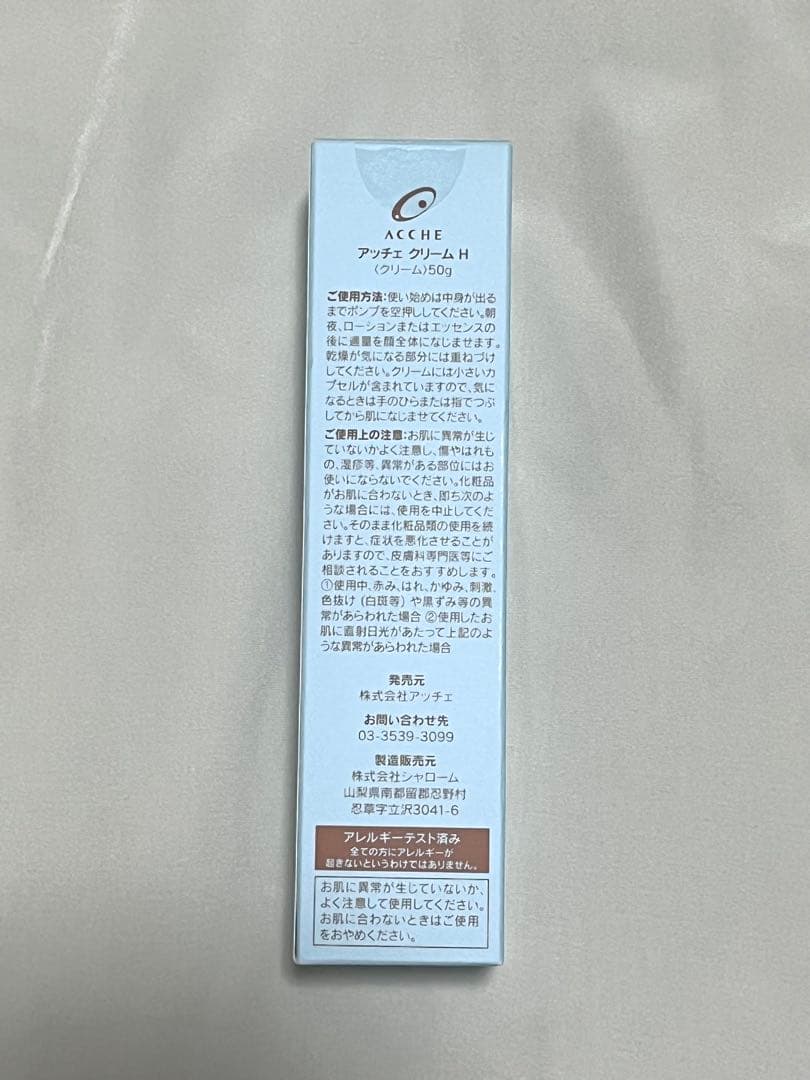 ACCHE
アッチェ クリーム H
〈クリーム〉50g
ご使用方法:使い始めは中身が出る
までポンプを空押ししてください。朝
夜、ローションまたはエッセンスの
後に適量を顔全体になじませます。
乾燥が気になる部分には重ねづけ
してください。クリームには小さいカ
プセルが含まれていますので、気に
なるときは手のひらまたは指でつぶ
してから肌になじませてください。
ご使用上の注意:お肌に異常が生じ
ていないかよく注意し、傷やはれも
の、湿疹等、異常がある部位にはお
使いにならないでください。化粧品
がお肌に合わないとき、即ち次のよ
うな場合には、使用を中止してくだ
さい。そのまま化粧品類の使用を続
けますと、症状を悪化させることが
ありますので、皮膚科専門医等にご
相談されることをおすすめします。
①使用中、赤み、はれ、かゆみ、刺激、
色抜け (白斑等) や黒ずみ等の異
常があらわれた場合 ②使用したお
肌に直射日光があたって上記のよ
うな異常があらわれた場合
発売元
株式会社アッチェ
お問い合わせ先
03-3539-3099
製造販売元
株式会社シャローム
山梨県南都留郡忍野村
忍草字立沢3041-6
アレルギーテスト済み
全ての方にアレルギーが
起きないというわけではありません。
お肌に異常が生じていないか、
よく注意して使用してください。
お肌に合わないときはご使用
をおやめください。